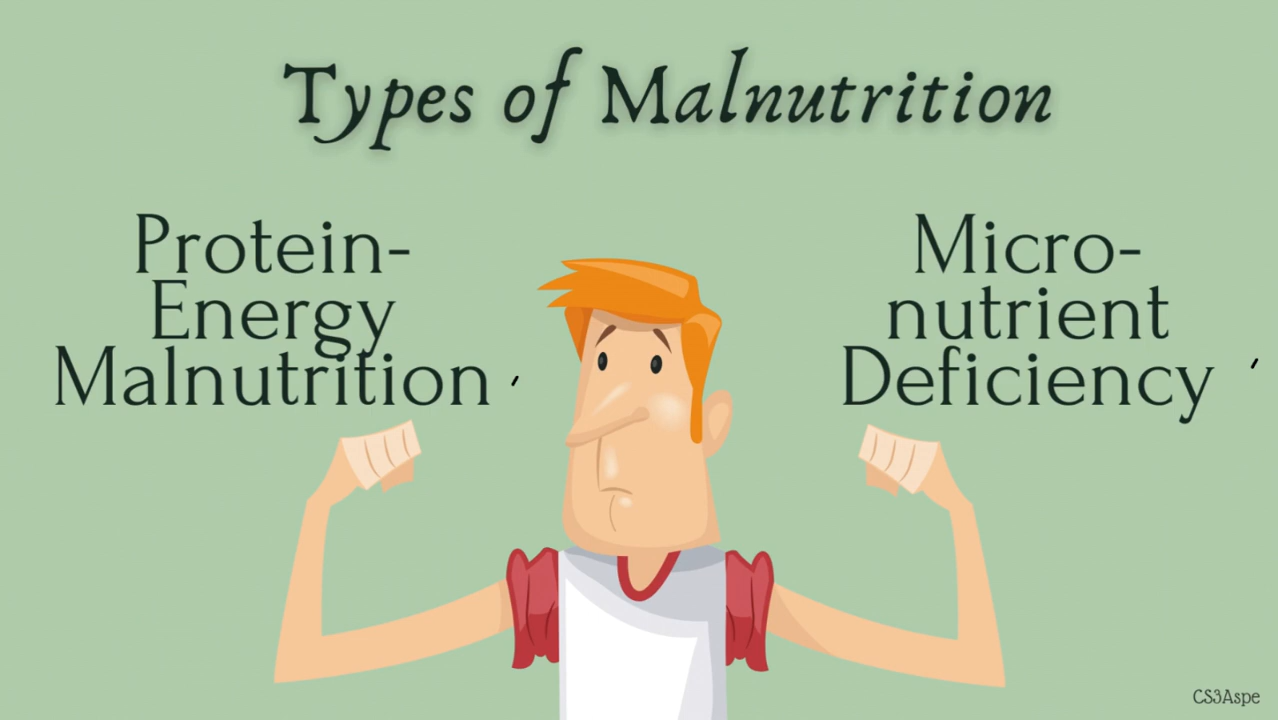 Types of Malnutrition
Protein-
Energy
Malnutrition
Micro-
nutrient
Deficiency
CS3Aspe